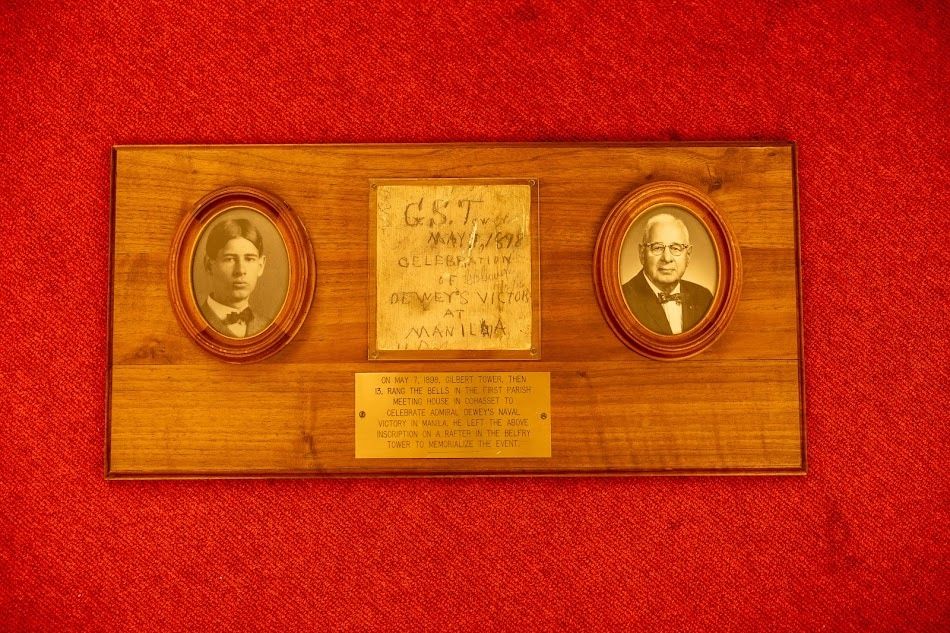 G.S. Tower
MAY 7, 1898
CELEBRATION
OF
DEWEY'S VICTOR
AT
MANILLA
ON MAY 7, 1898, GILBERT TOWER, THEN
13, RANG THE BELLS IN THE FIRST PARISH
MEETING HOUSE IN COHASSET TO
CELEBRATE ADMIRAL DEWEY'S NAVAL
VICTORY IN MANILA. HE LEFT THE ABOVE
INSCRIPTION ON A RAFTER IN THE BELFRY
TOWER TO MEMORIALIZE THE EVENT.